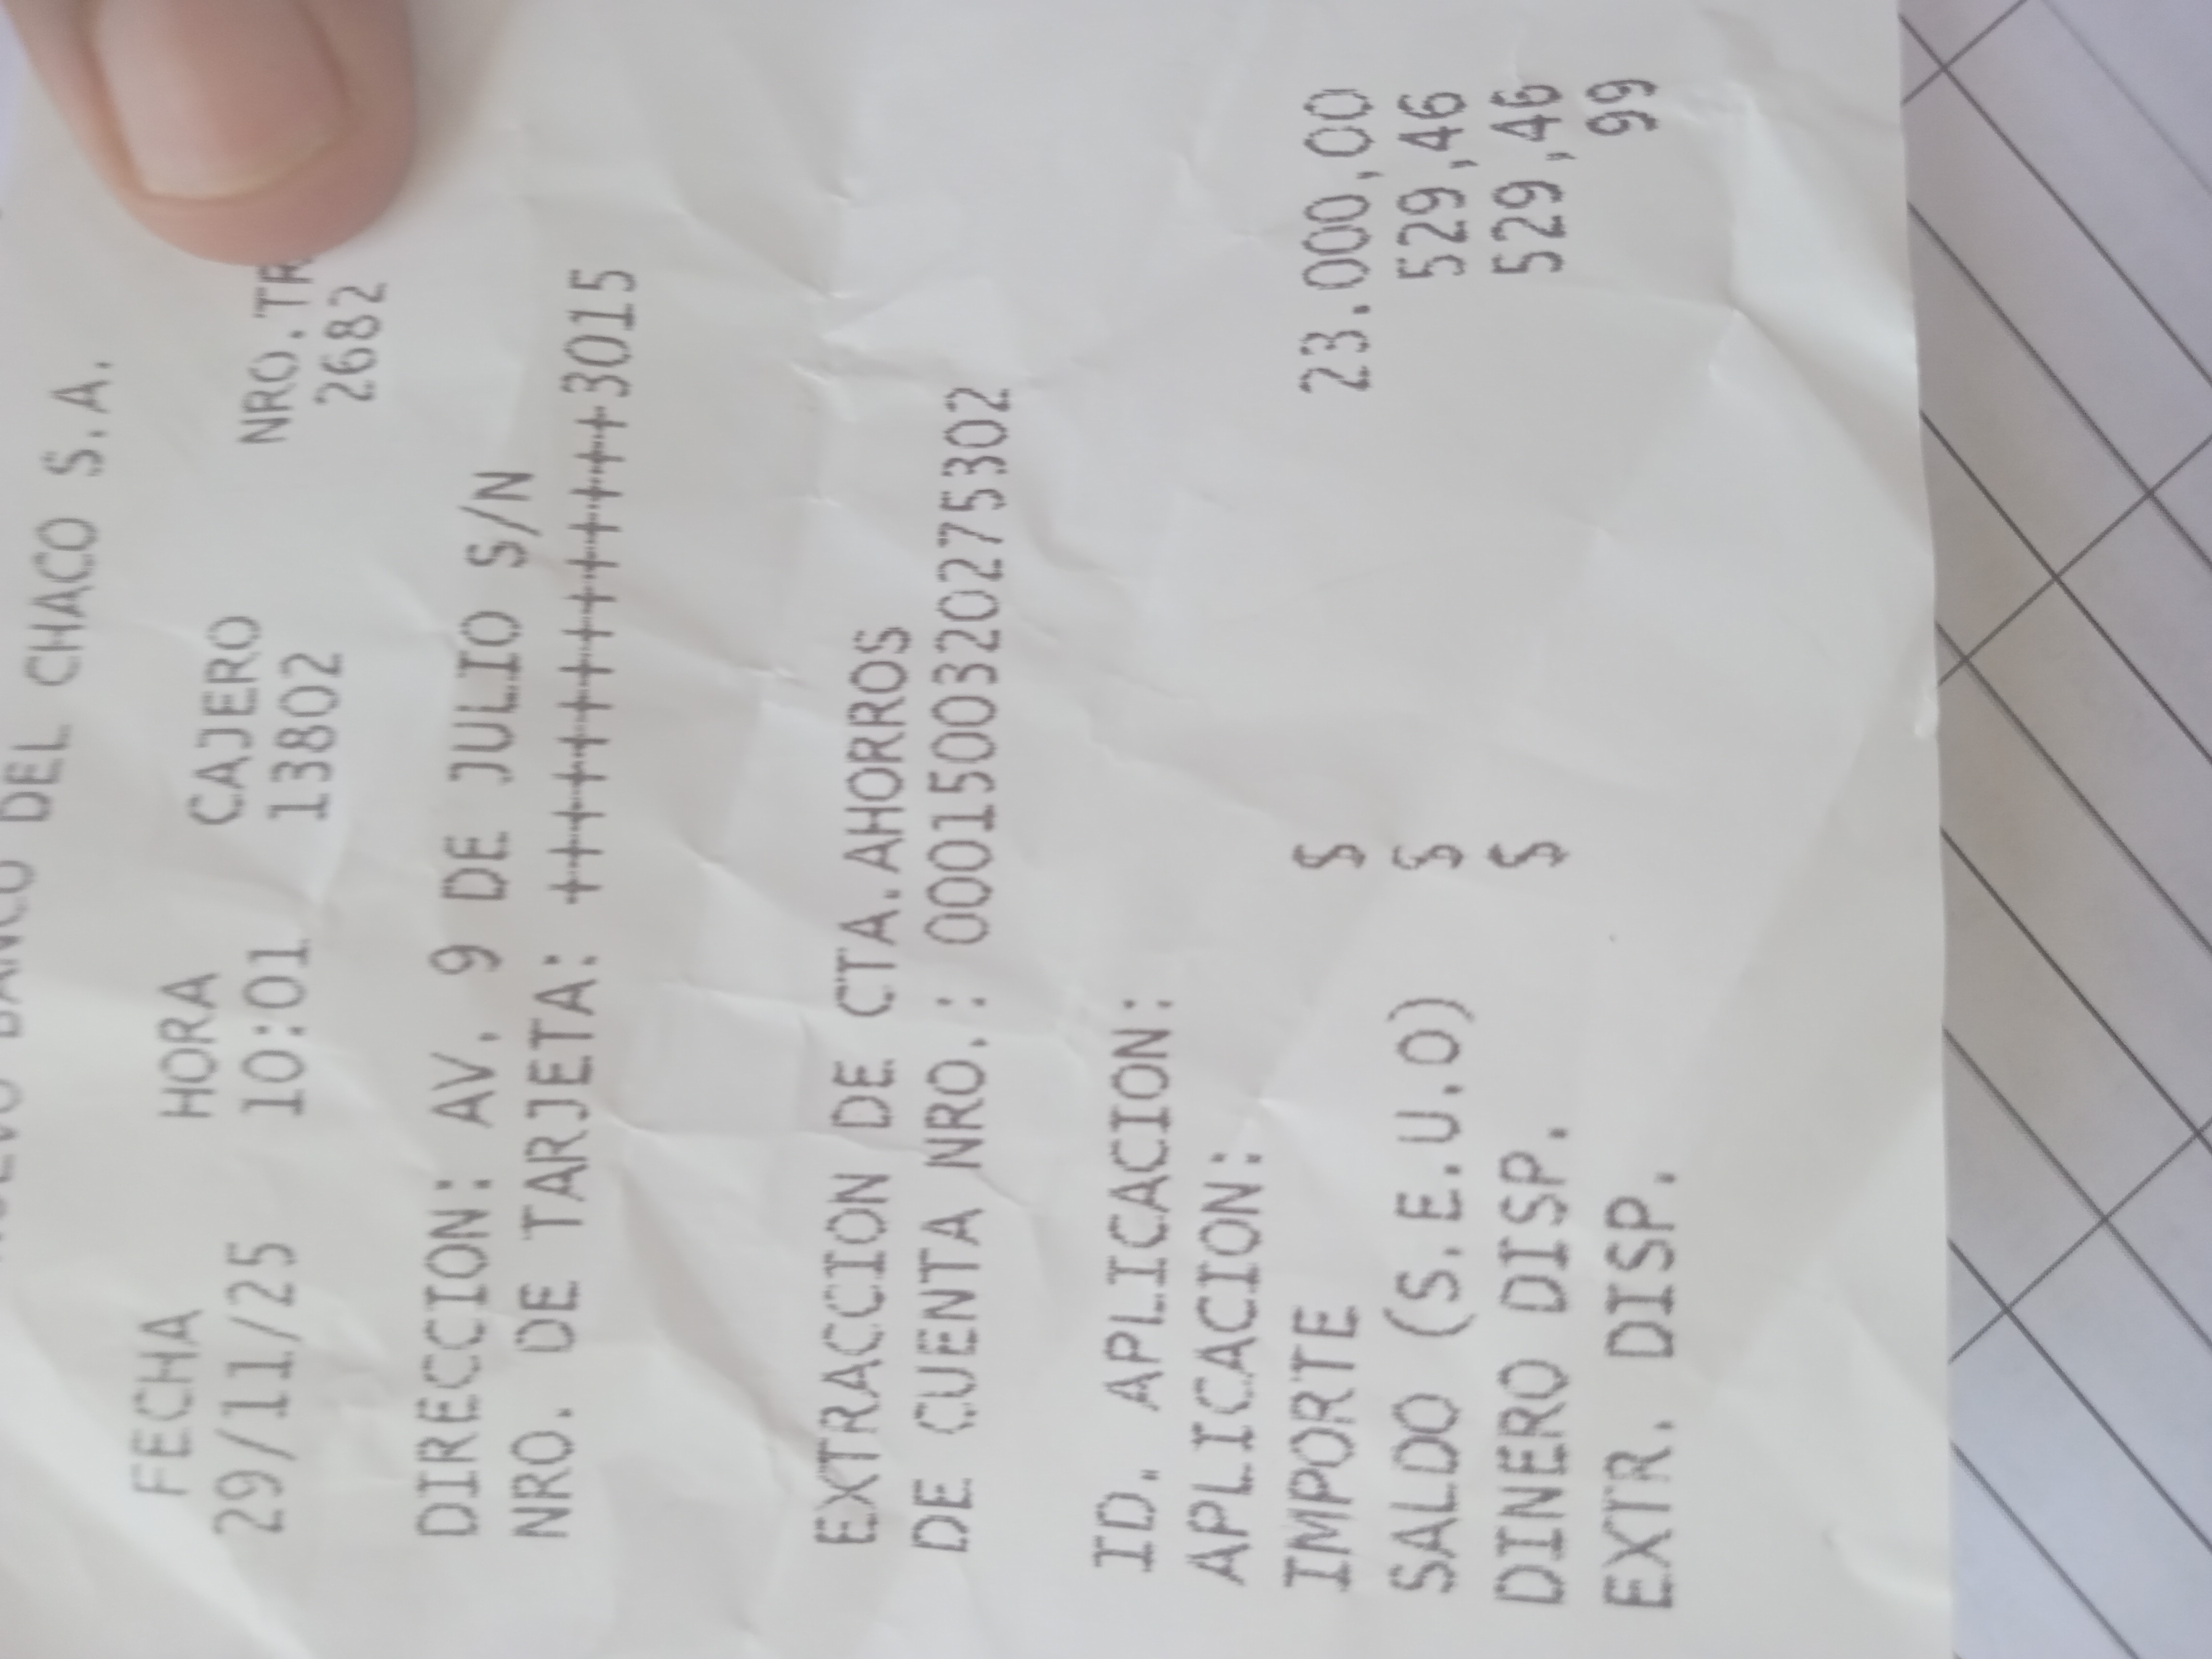 NUEVO BANCO DEL CHACO S.A.
FECHA HORA CAJERO NRO.TR
29/11/25 10:01 13802 2682
DIRECCION: AV. 9 DE JULIO S/N
NRO. DE TARJETA: ++++++++++++3015
EXTRACCION DE CTA.AHORROS
DE CUENTA NRO.: 000150032027275302
ID. APLICACION:
APLICACION:
IMPORTE $ 23.000,00
SALDO (S.E.U.O) $ 529,46
DINERO DISP. $ 529,46
EXTR. DISP. 99